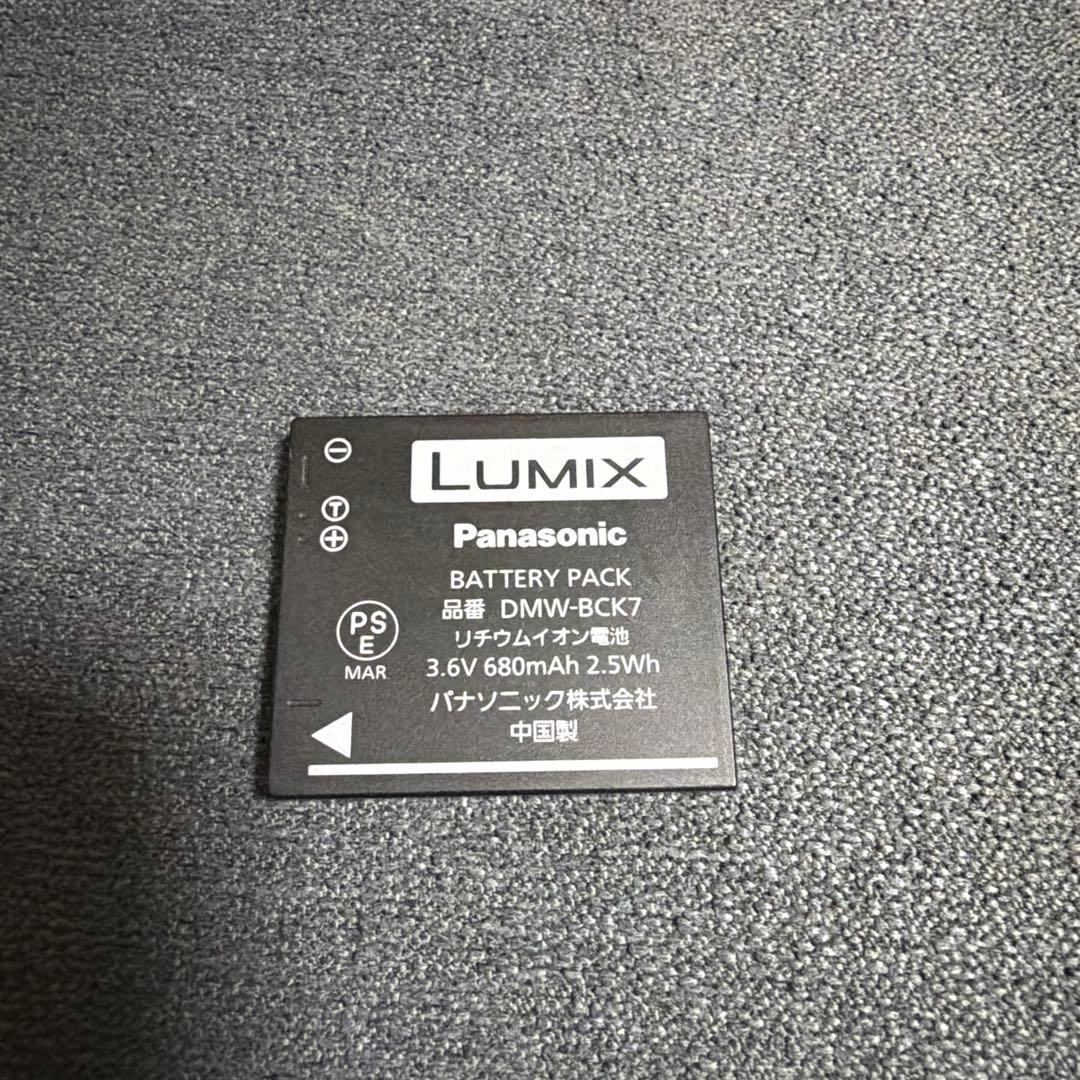 LUMIX
Panasonic
BATTERY PACK
品番 DMW-BCK7
リチウムイオン電池
3.6V 680mAh 2.5Wh
パナソニック株式会社
中国製
T
PS
E
MAR